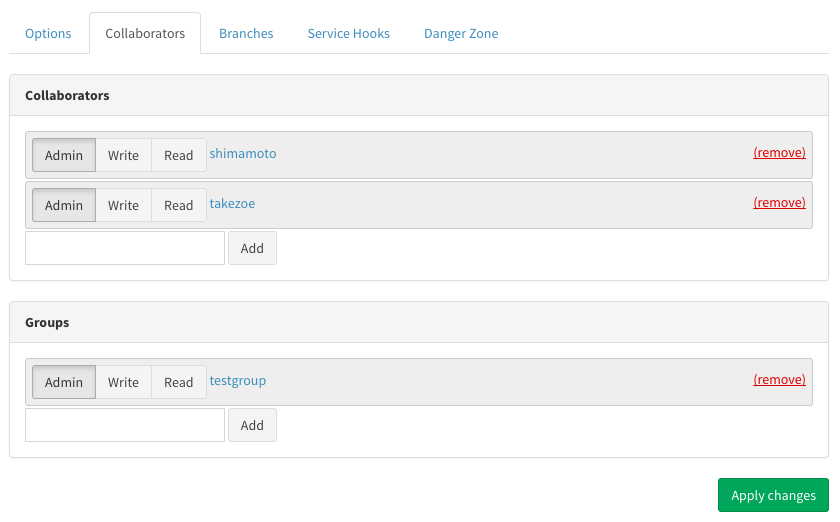 Options Collaborators Branches Service Hooks Danger Zone
Collaborators
Admin Write Read shimamoto (remove)
Admin Write Read takezoe (remove)
Add
Groups
Admin Write Read testgroup (remove)
Add
Apply changes